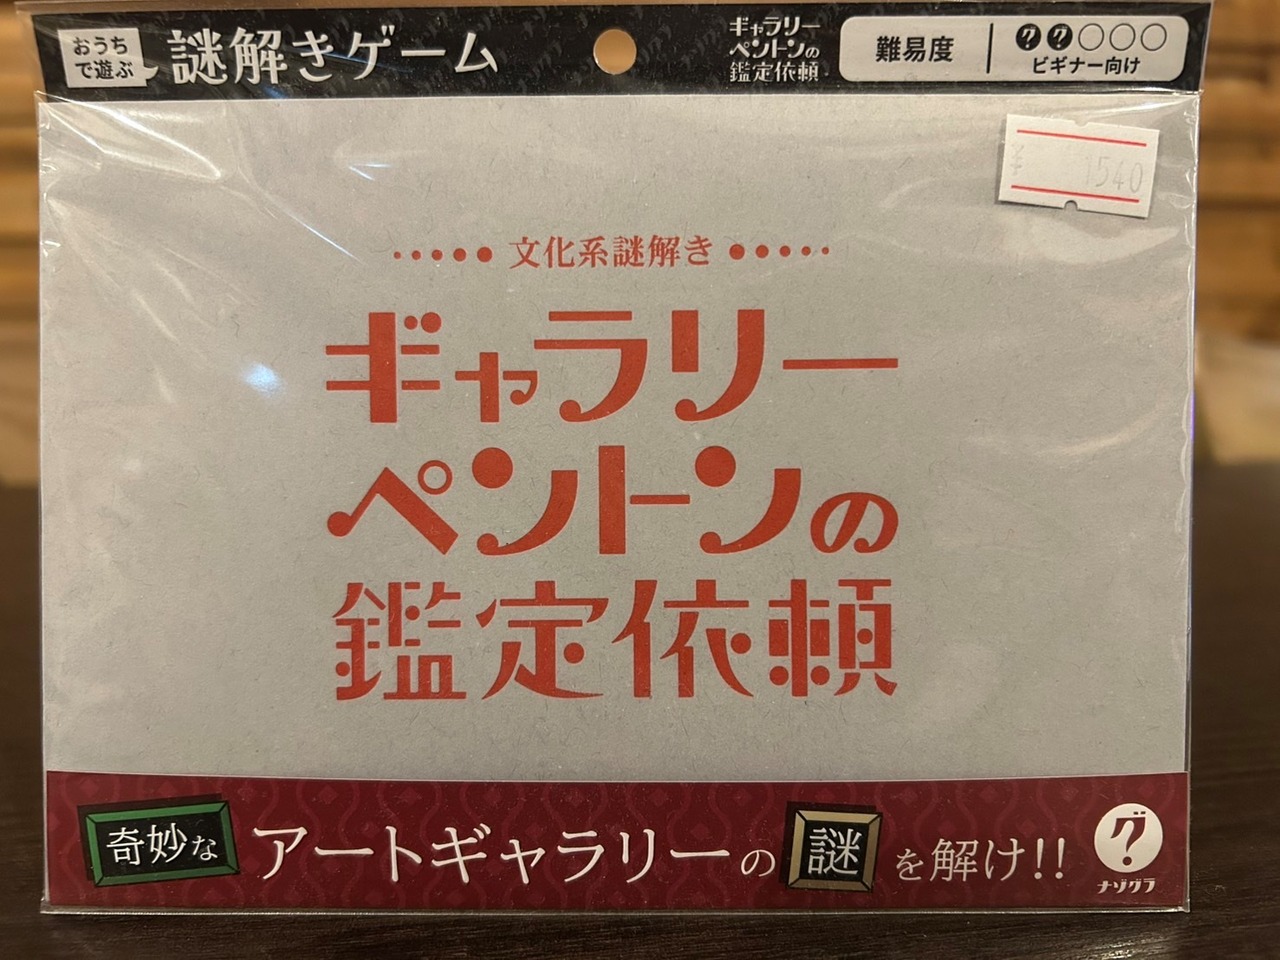 おうちで遊ぶ
謎解きゲーム
ギャラリー
ペントンの
鑑定依頼
難易度
ビギナー向け
¥ 1540
文化系謎解き
ギャラリー
ペントンの
鑑定依頼
奇妙なアートギャラリーの謎を解け!!
グ
ナゾグラ